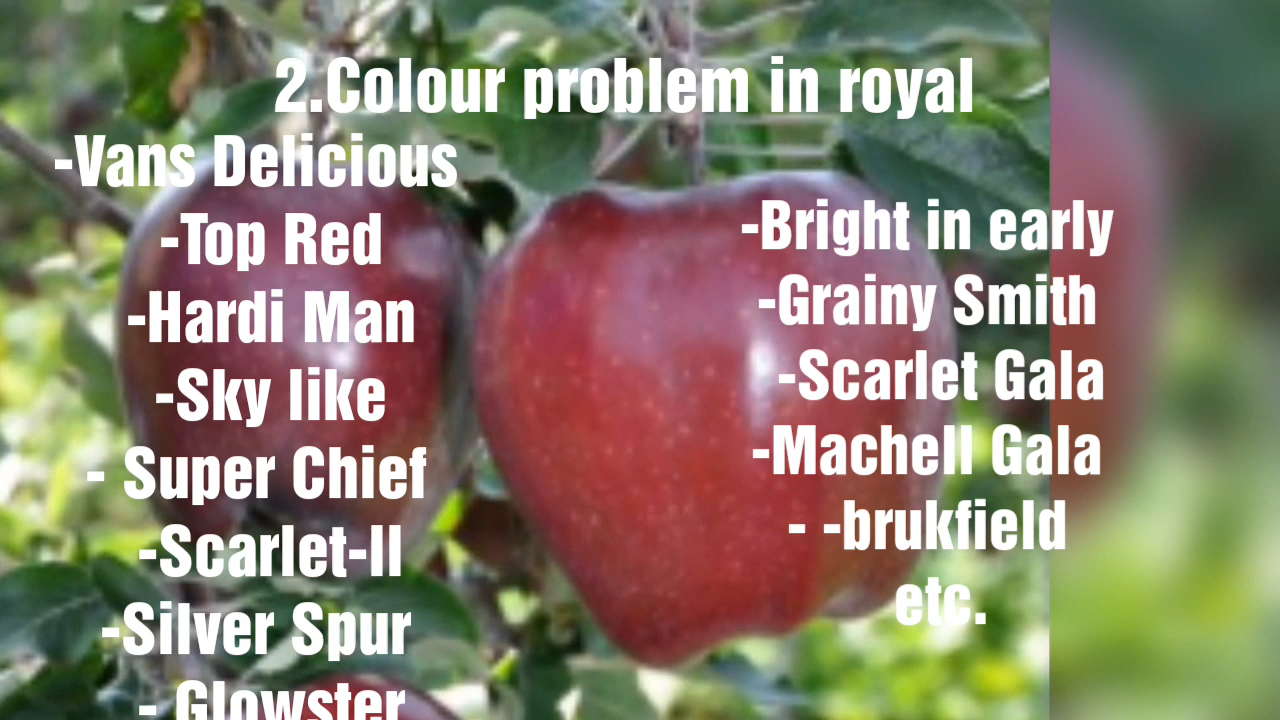 2.Colour problem in royal
-Vans Delicious
-Top Red
-Hardi Man
-Sky like
- Super Chief
-Scarlet-II
-Silver Spur
- Glowster
-Bright in early
-Grainy Smith
-Scarlet Gala
-Machell Gala
- -brukfield
etc.